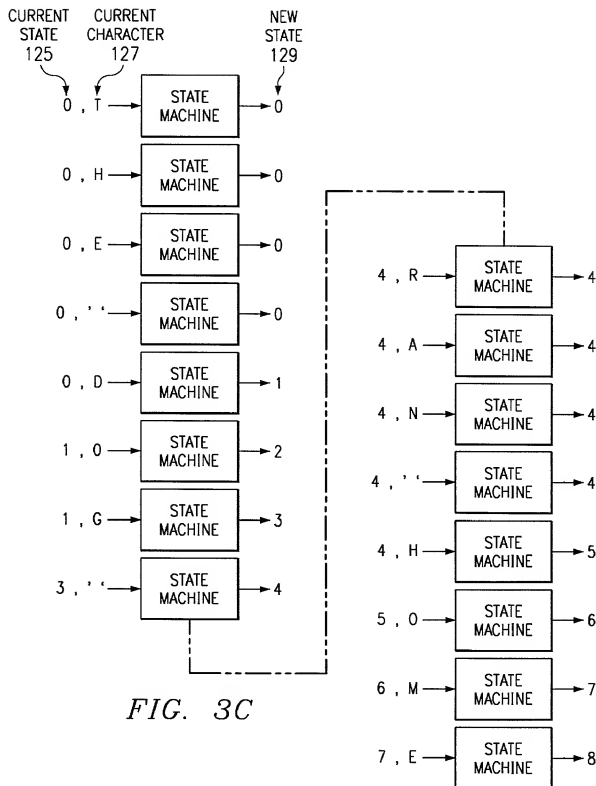 CURRENT STATE 125
CURRENT CHARACTER 127
NEW STATE 129
0 , T STATE MACHINE 0
0 , H STATE MACHINE 0
0 , E STATE MACHINE 0
0 , ' ' STATE MACHINE 0
0 , D STATE MACHINE 1
1 , O STATE MACHINE 2
1 , G STATE MACHINE 3
3 , ' ' STATE MACHINE 4
4 , R STATE MACHINE 4
4 , A STATE MACHINE 4
4 , N STATE MACHINE 4
4 , ' ' STATE MACHINE 4
4 , H STATE MACHINE 5
5 , O STATE MACHINE 6
6 , M STATE MACHINE 7
7 , E STATE MACHINE 8
FIG. 3C